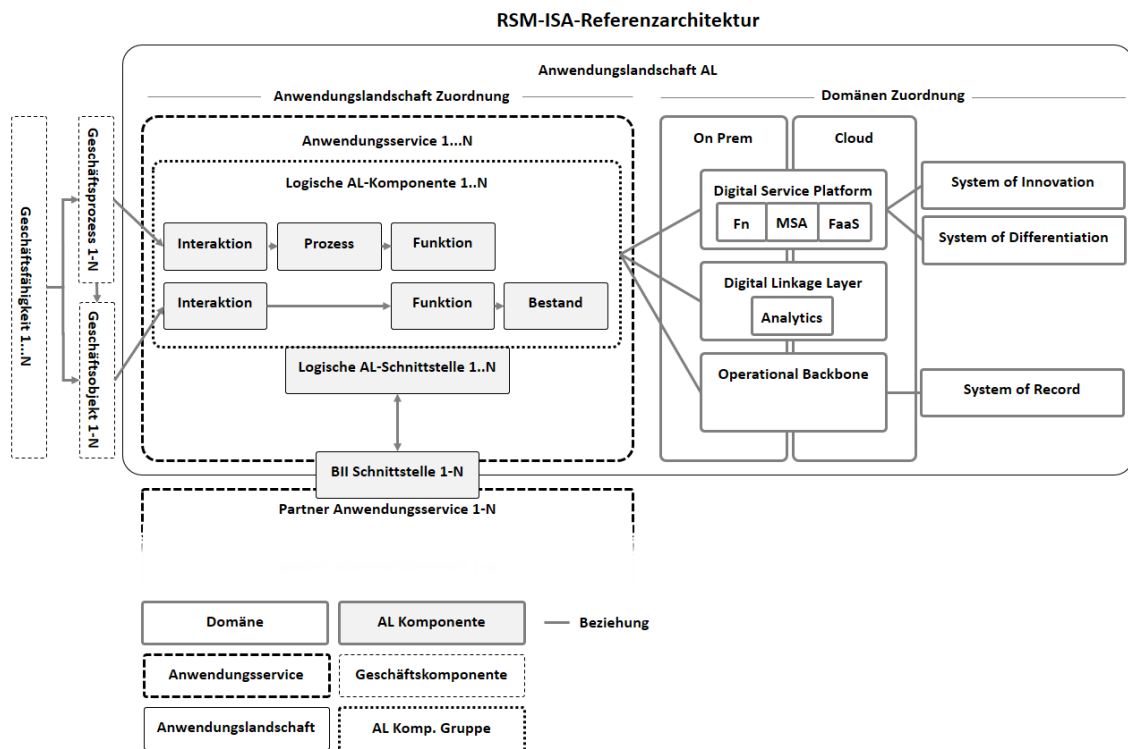 RSM-ISA-Referenzarchitektur
Anwendungslandschaft AL
Anwendungslandschaft Zuordnung
Domänen Zuordnung
Geschäftsfähigkeit 1...N
Geschäftsprozess 1-N
Geschäftsobjekt 1-N
Anwendungsservice 1...N
Logische AL-Komponente 1..N
Interaktion
Prozess
Funktion
Interaktion
Funktion
Bestand
Logische AL-Schnittstelle 1..N
BII Schnittstelle 1-N
Partner Anwendungsservice 1-N
On Prem
Cloud
Digital Service Platform
Fn
MSA
FaaS
Digital Linkage Layer
Analytics
Operational Backbone
System of Innovation
System of Differentiation
System of Record
Domäne
AL Komponente
Beziehung
Anwendungsservice
Geschäftskomponente
Anwendungslandschaft
AL Komp. Gruppe